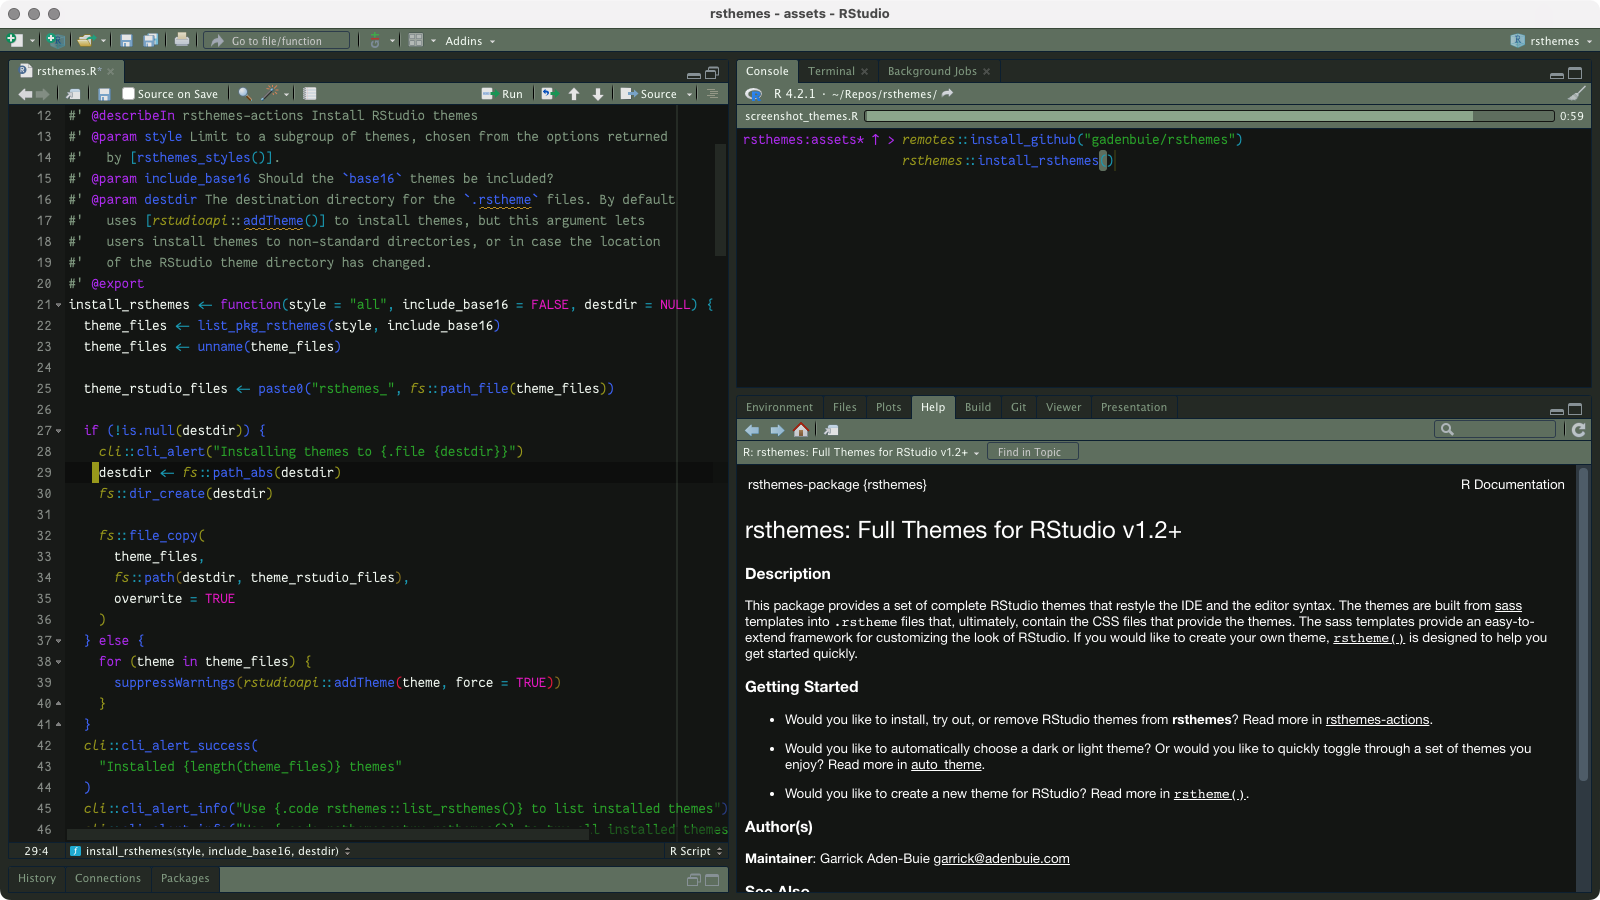 rsthemes - assets - RStudio
Go to file/function
Addins
rsthemes
rsthemes.R*
Source on Save
Run
Source
12 #' @describeIn rsthemes-actions Install RStudio themes
13 #' @param style Limit to a subgroup of themes, chosen from the options returned
14 #'   by [rsthemes_styles()].
15 #' @param include_base16 Should the `base16` themes be included?
16 #' @param destdir The destination directory for the `.rstheme` files. By default
17 #'   uses [rstudioapi::addTheme()] to install themes, but this argument lets
18 #'   users install themes to non-standard directories, or in case the location
19 #'   of the RStudio theme directory has changed.
20 #' @export
21 install_rsthemes <- function(style = "all", include_base16 = FALSE, destdir = NULL) {
22   theme_files <- list_pkg_rsthemes(style, include_base16)
23   theme_files <- unname(theme_files)
24
25   theme_rstudio_files <- paste0("rsthemes_", fs::path_file(theme_files))
26
27   if (!is.null(destdir)) {
28     cli::cli_alert("Installing themes to {.file {destdir}}")
29     destdir <- fs::path_abs(destdir)
30     fs::dir_create(destdir)
31
32     fs::file_copy(
33       theme_files,
34       fs::path(destdir, theme_rstudio_files),
35       overwrite = TRUE
36     )
37   } else {
38     for (theme in theme_files) {
39       suppressWarnings(rstudioapi::addTheme(theme, force = TRUE))
40     }
41   }
42   cli::cli_alert_success(
43     "Installed {length(theme_files)} themes"
44   )
45   cli::cli_alert_info("Use {.code rsthemes::list_rsthemes()} to list installed themes")
46
29:4 install_rsthemes(style, include_base16, destdir) R Script
History Connections Packages
Console Terminal Background Jobs
R 4.2.1 · ~/Repos/rsthemes/
screenshot_themes.R 0:59
rsthemes:assets* ↑ > remotes::install_github("gadenbuie/rsthemes")
rsthemes::install_rsthemes()
Environment Files Plots Help Build Git Viewer Presentation
R: rsthemes: Full Themes for RStudio v1.2+ Find in Topic
rsthemes-package {rsthemes} R Documentation
rsthemes: Full Themes for RStudio v1.2+
Description
This package provides a set of complete RStudio themes that restyle the IDE and the editor syntax. The themes are built from sass
templates into .rstheme files that, ultimately, contain the CSS files that provide the themes. The sass templates provide an easy-to-
extend framework for customizing the look of RStudio. If you would like to create your own theme, rstheme() is designed to help you
get started quickly.
Getting Started
• Would you like to install, try out, or remove RStudio themes from rsthemes? Read more in rsthemes-actions.
• Would you like to automatically choose a dark or light theme? Or would you like to quickly toggle through a set of themes you
enjoy? Read more in auto_theme.
• Would you like to create a new theme for RStudio? Read more in rstheme().
Author(s)
Maintainer: Garrick Aden-Buie garrick@adenbuie.com
See Also